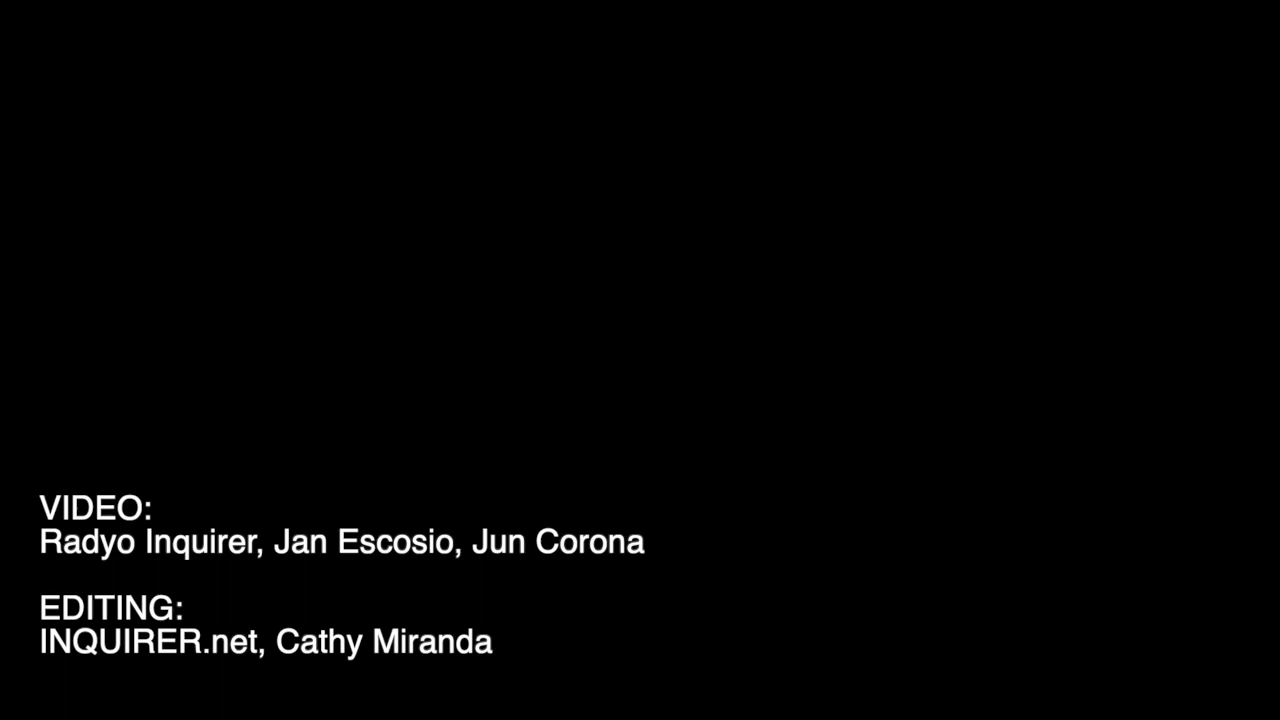 VIDEO:
Radyo Inquirer, Jan Escosio, Jun Corona
EDITING:
INQUIRER.net, Cathy Miranda